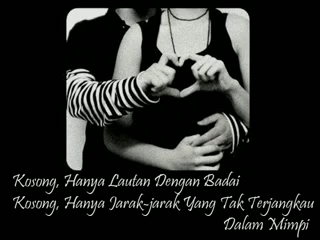 Kosong, Hanya Lautan Dengan Badai
Kosong, Hanya Jarak-jarak Yang Tak Terjangkau
Dalam Mimpi